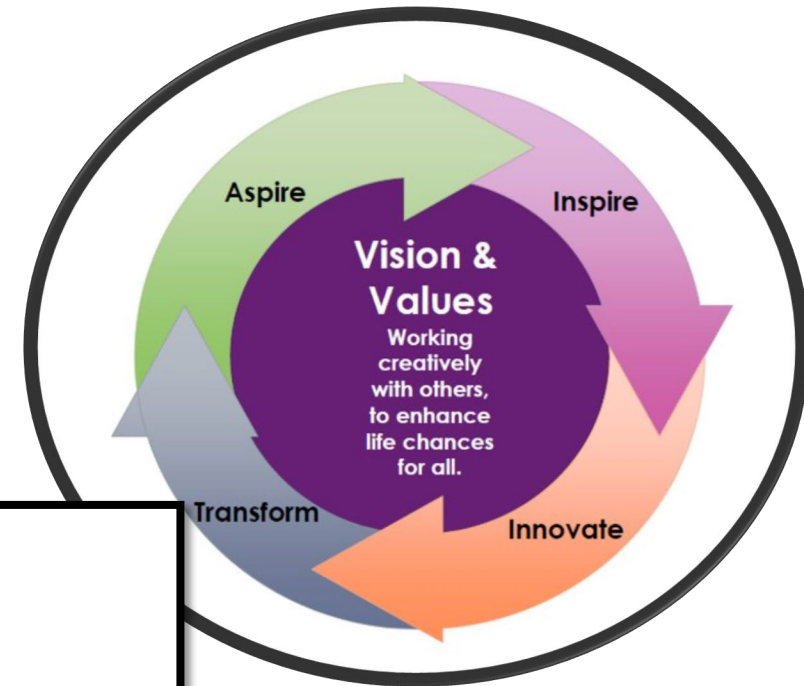 Aspire
Inspire
Vision &
Values
Working
creatively
with others,
to enhance
life chances
for all.
Transform
Innovate